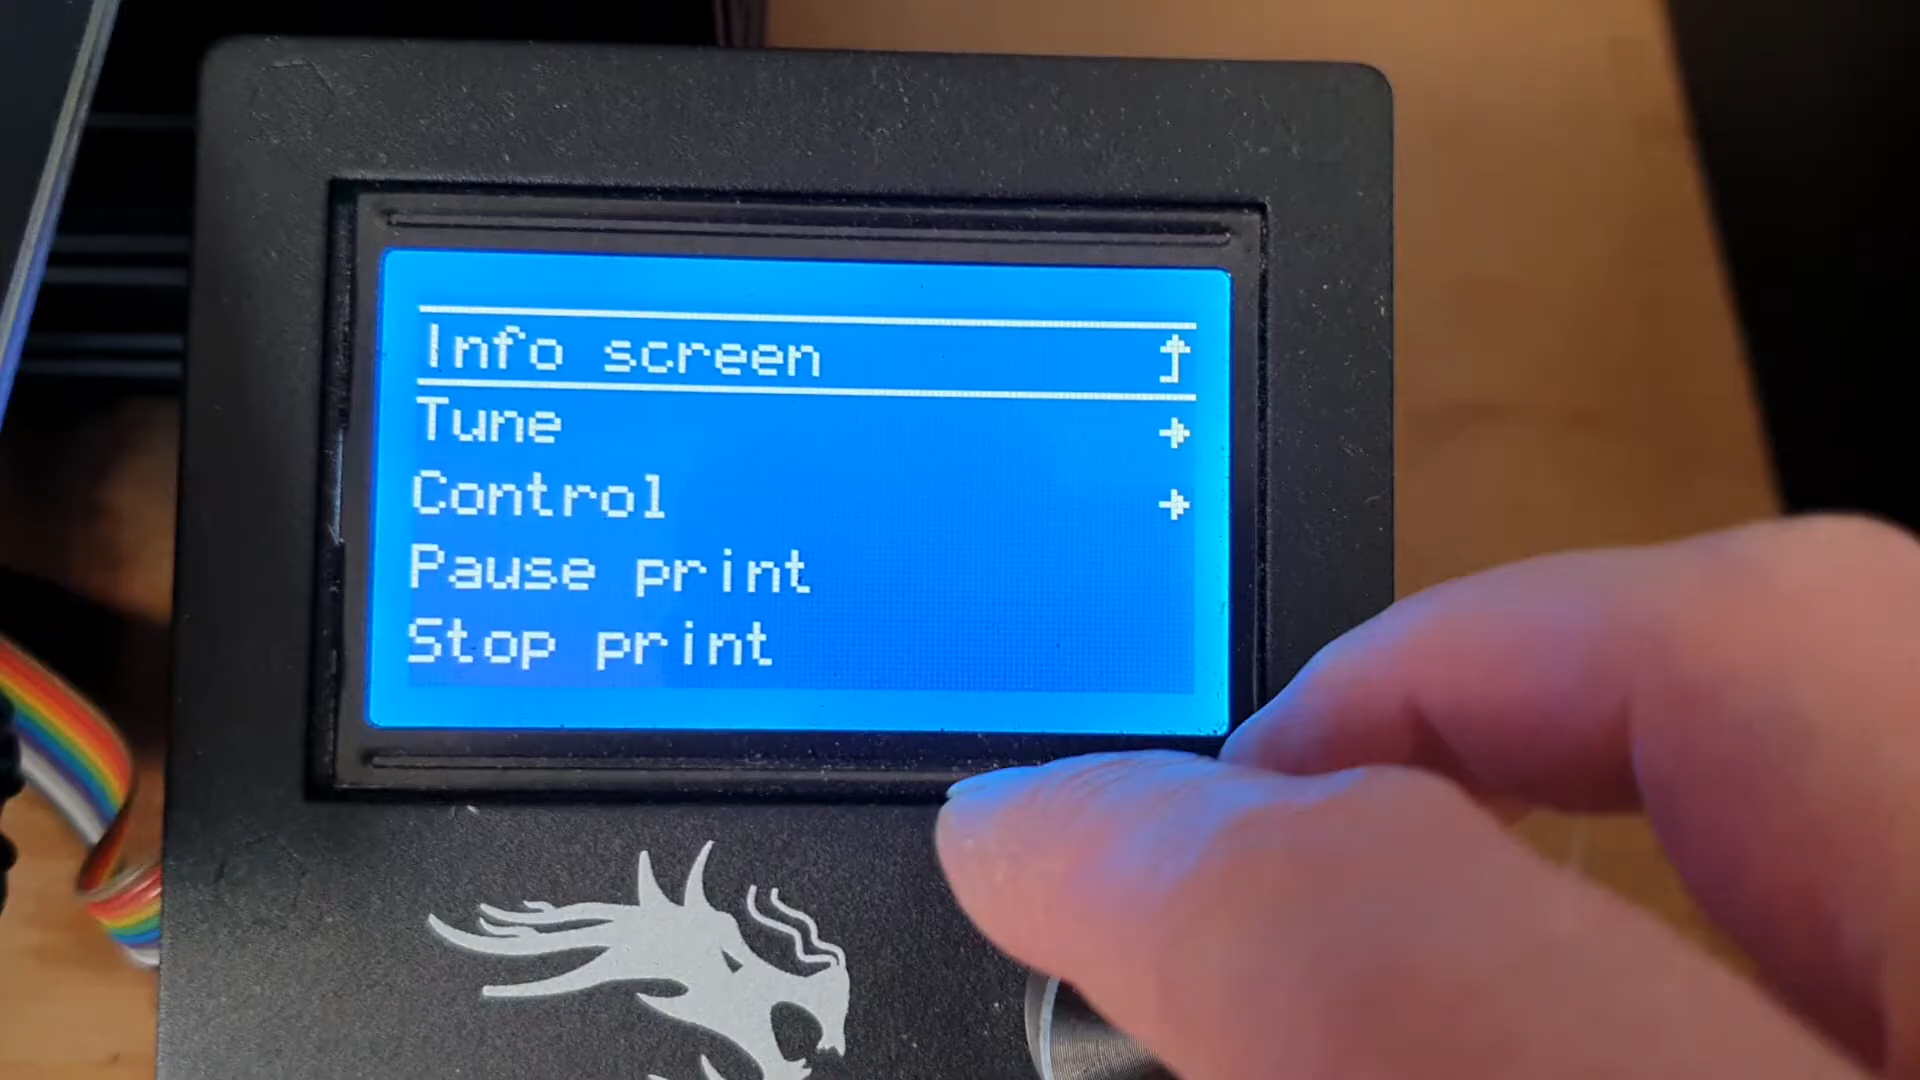 Info screen
Tune
Control
Pause print
Stop print